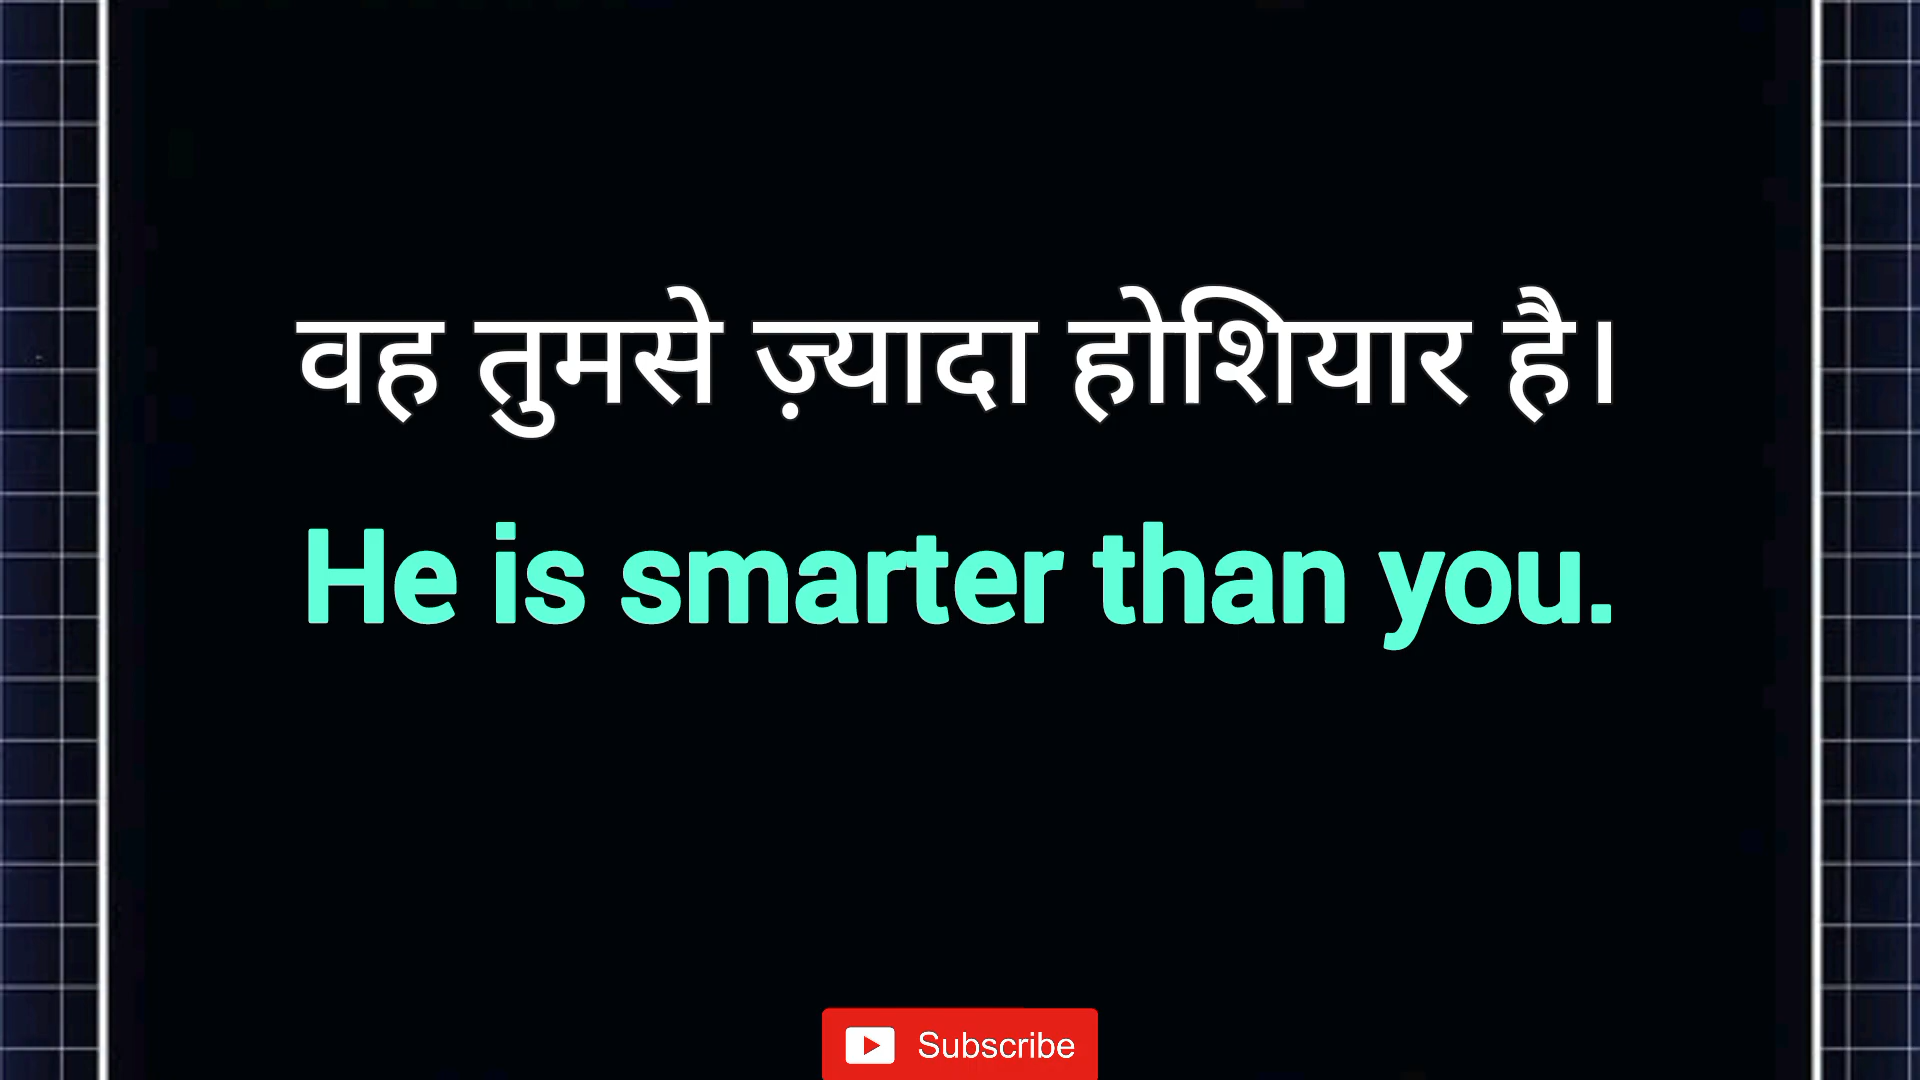 वह तुमसे ज़्यादा होशियार है।
He is smarter than you.
Subscribe